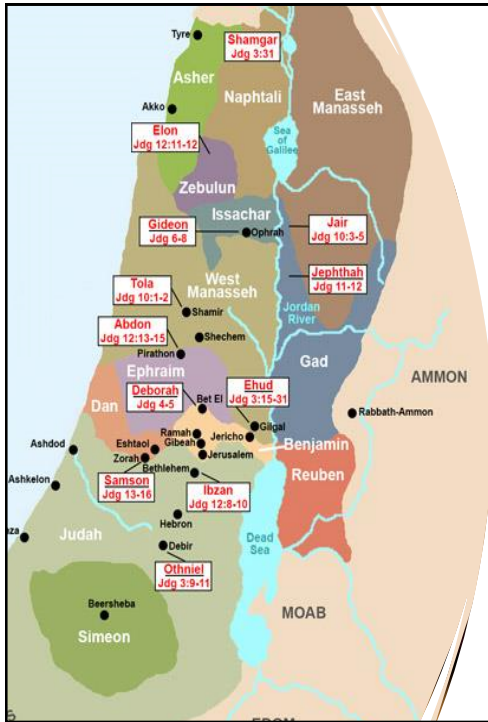 Tyre
Shamgar
Jdg 3:31
Asher
Naphtali
East
Manasseh
Akko
Sea
of
Galilee
Elon
Jdg 12:11-12
Zebulun
Issachar
Gideon
Jdg 6-8
Ophrah
Jair
Jdg 10:3-5
West
Manasseh
Jephthah
Jdg 11-12
Tola
Jdg 10:1-2
Shamir
Jordan
River
Abdon
Jdg 12:13-15
Shechem
Pirathon
Ephraim
Gad
AMMON
Deborah
Jdg 4-5
Bet El
Ehud
Jdg 3:15-31
Dan
Rabbath-Ammon
Ramah
Gilgal
Gibeah
Jericho
Benjamin
Ashdod
Eshtaol
Zorah
Jerusalem
Bethlehem
Reuben
Ashkelon
Samson
Jdg 13-16
Ibzan
Jdg 12:8-10
Hebron
za
Judah
Debir
Dead
Sea
Othniel
Jdg 3:9-11
Beersheba
Simeon
MOAB
EDOM